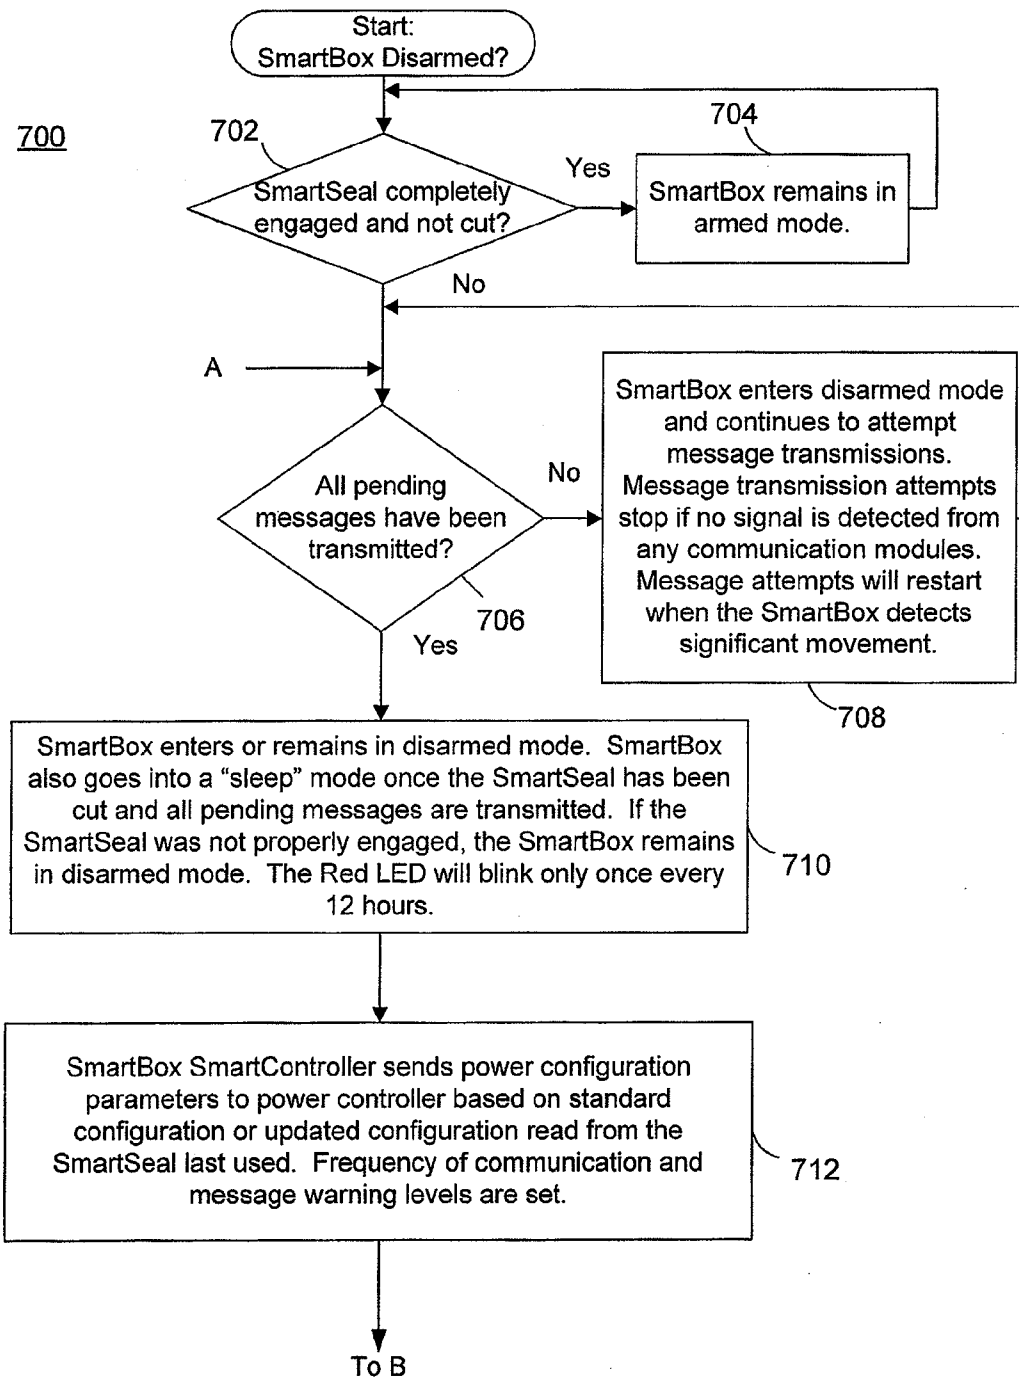 Start:
SmartBox Disarmed?
700
702
704
SmartSeal completely
engaged and not cut?
Yes
SmartBox remains in
armed mode.
No
A
SmartBox enters disarmed mode
and continues to attempt
message transmissions.
Message transmission attempts
stop if no signal is detected from
any communication modules.
Message attempts will restart
when the SmartBox detects
significant movement.
All pending
messages have been
transmitted?
No
706
Yes
708
SmartBox enters or remains in disarmed mode. SmartBox
also goes into a “sleep” mode once the SmartSeal has been
cut and all pending messages are transmitted. If the
SmartSeal was not properly engaged, the SmartBox remains
in disarmed mode. The Red LED will blink only once every
12 hours.
710
SmartBox SmartController sends power configuration
parameters to power controller based on standard
configuration or updated configuration read from the
SmartSeal last used. Frequency of communication and
message warning levels are set.
712
To B